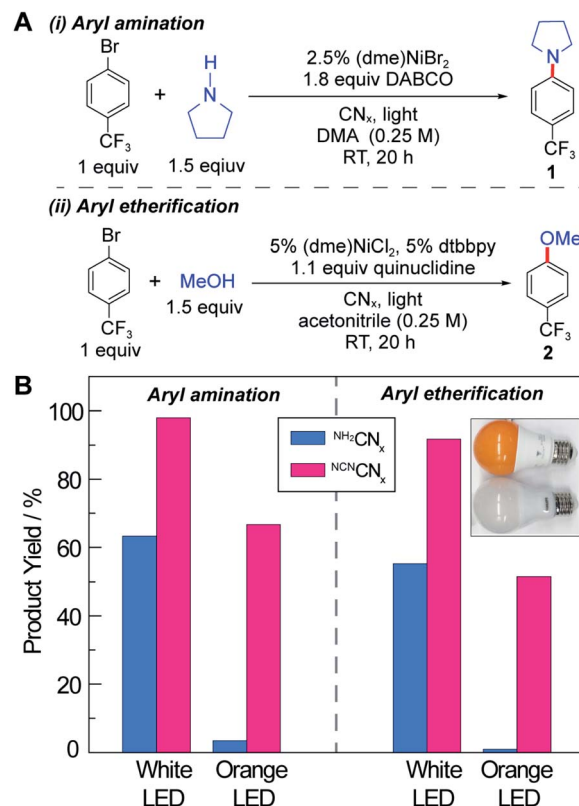 A (i) Aryl amination
Br
CF₃
1 equiv
+
H
N
1.5 eqiuv
2.5% (dme)NiBr₂
1.8 equiv DABCO
CNₓ, light
DMA (0.25 M)
RT, 20 h
N
CF₃
1
(ii) Aryl etherification
Br
CF₃
1 equiv
+
MeOH
1.5 equiv
5% (dme)NiCl₂, 5% dtbbpy
1.1 equiv quinuclidine
CNₓ, light
acetonitrile (0.25 M)
RT, 20 h
OMe
CF₃
2
B
Aryl amination
Aryl etherification
NH₂CNₓ
NCNCNₓ
Product Yield / %
100
80
60
40
20
0
White
LED
Orange
LED
White
LED
Orange
LED